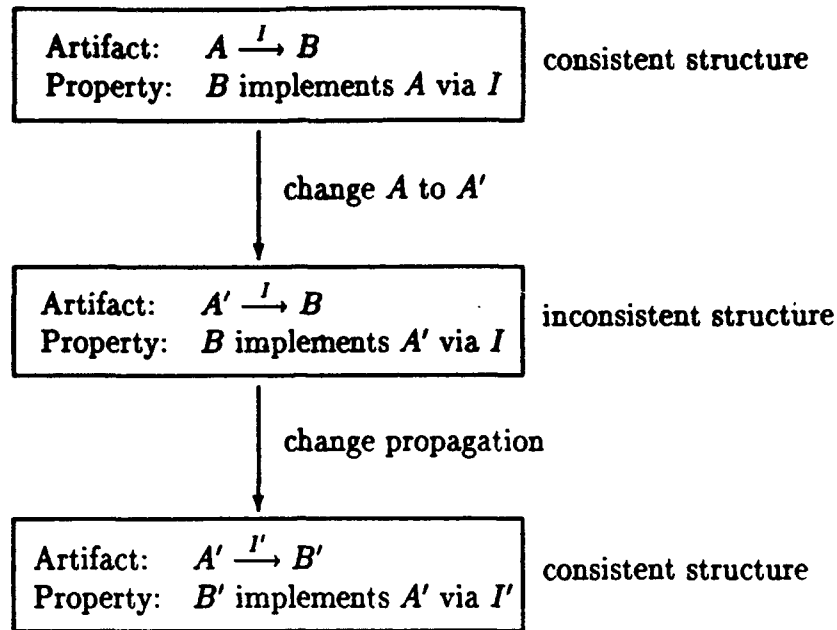 Artifact: A —I→ B
Property: B implements A via I
consistent structure
change A to A′
Artifact: A′ —I→ B
Property: B implements A′ via I
inconsistent structure
change propagation
Artifact: A′ —I′→ B′
Property: B′ implements A′ via I′
consistent structure